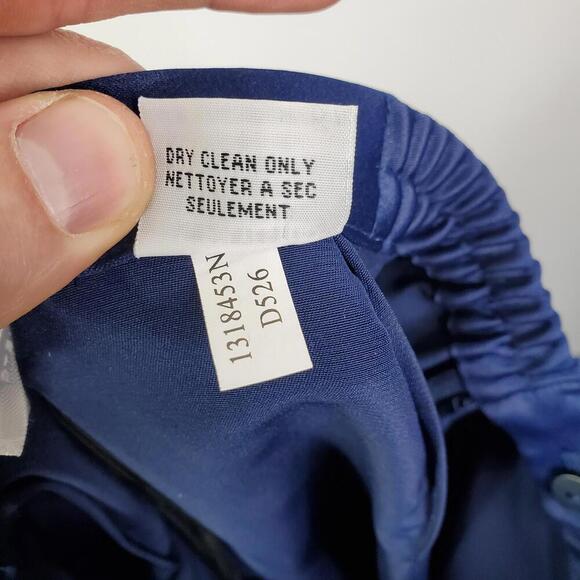 DRY CLEAN ONLY
NETTOYER A SEC
SEULEMENT
1318453N
D526